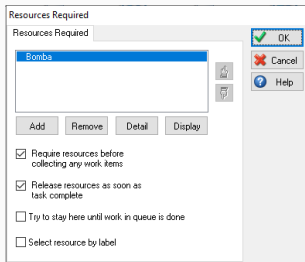 Resources Required
Resources Required
OK
Bomba
Cancel
Help
Add
Remove
Detail
Display
Require resources before
collecting any work items
Release resources as soon as
task complete
Try to stay here until work in queue is done
Select resource by label